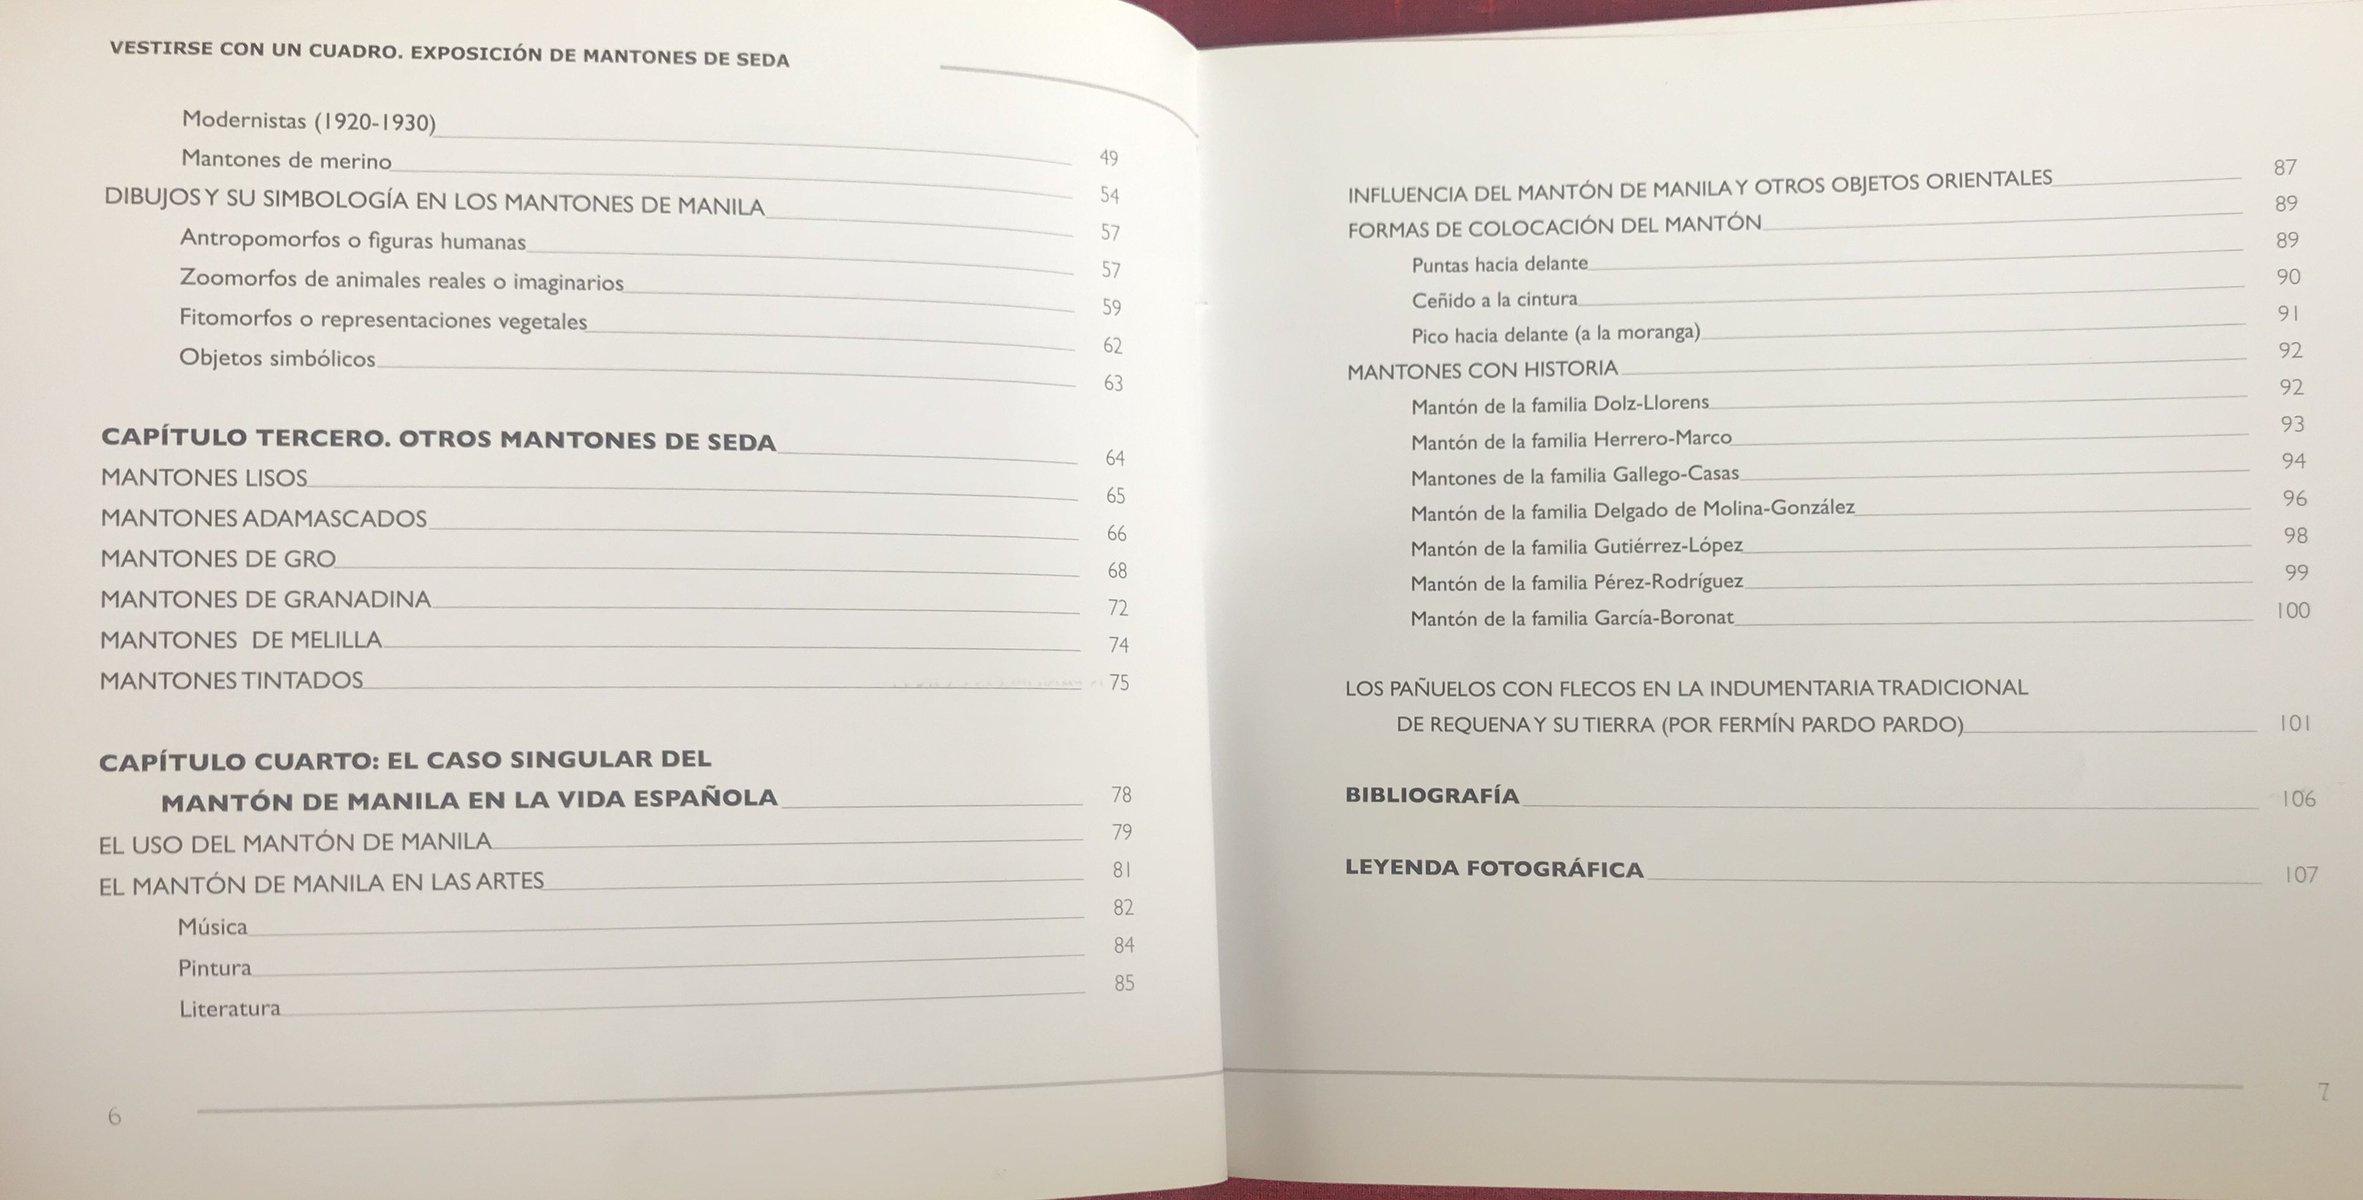 VESTIRSE CON UN CUADRO. EXPOSICIÓN DE MANTONES DE SEDA
Modernistas (1920-1930) 49
Mantones de merino 54
DIBUJOS Y SU SIMBOLOGÍA EN LOS MANTONES DE MANILA 57
Antropomorfos o figuras humanas 57
Zoomorfos de animales reales o imaginarios 59
Fitomorfos o representaciones vegetales 62
Objetos simbólicos 63
CAPÍTULO TERCERO. OTROS MANTONES DE SEDA 64
MANTONES LISOS 65
MANTONES ADAMASCADOS 66
MANTONES DE GRO 68
MANTONES DE GRANADINA 72
MANTONES DE MELILLA 74
MANTONES TINTADOS 75
CAPÍTULO CUARTO: EL CASO SINGULAR DEL
MANTÓN DE MANILA EN LA VIDA ESPAÑOLA 78
EL USO DEL MANTÓN DE MANILA 79
EL MANTÓN DE MANILA EN LAS ARTES 81
Música 82
Pintura 84
Literatura 85
6
INFLUENCIA DEL MANTÓN DE MANILA Y OTROS OBJETOS ORIENTALES 87
FORMAS DE COLOCACIÓN DEL MANTÓN 89
Puntas hacia delante 89
Ceñido a la cintura 90
Pico hacia delante (a la moranga) 91
MANTONES CON HISTORIA 92
Mantón de la familia Dolz-Llorens 92
Mantón de la familia Herrero-Marco 93
Mantones de la familia Gallego-Casas 94
Mantón de la familia Delgado de Molina-González 96
Mantón de la familia Gutiérrez-López 98
Mantón de la familia Pérez-Rodríguez 99
Mantón de la familia García-Boronat 100
LOS PAÑUELOS CON FLECOS EN LA INDUMENTARIA TRADICIONAL
DE REQUENA Y SU TIERRA (POR FERMÍN PARDO PARDO) 101
BIBLIOGRAFÍA 106
LEYENDA FOTOGRÁFICA 107
7